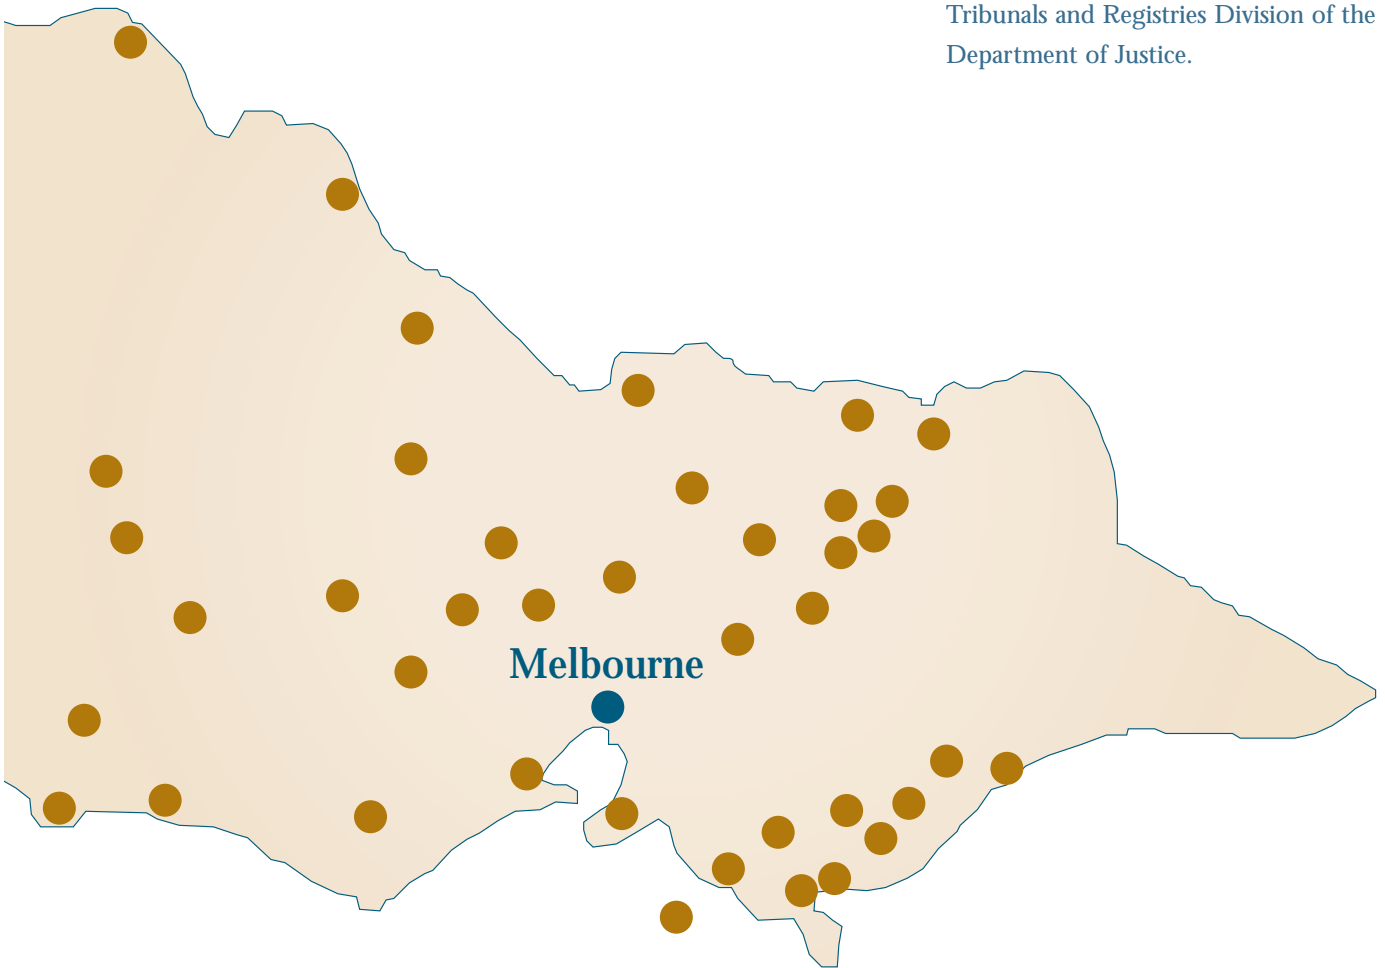 Tribunals and Registries Division of the
Department of Justice.
Melbourne